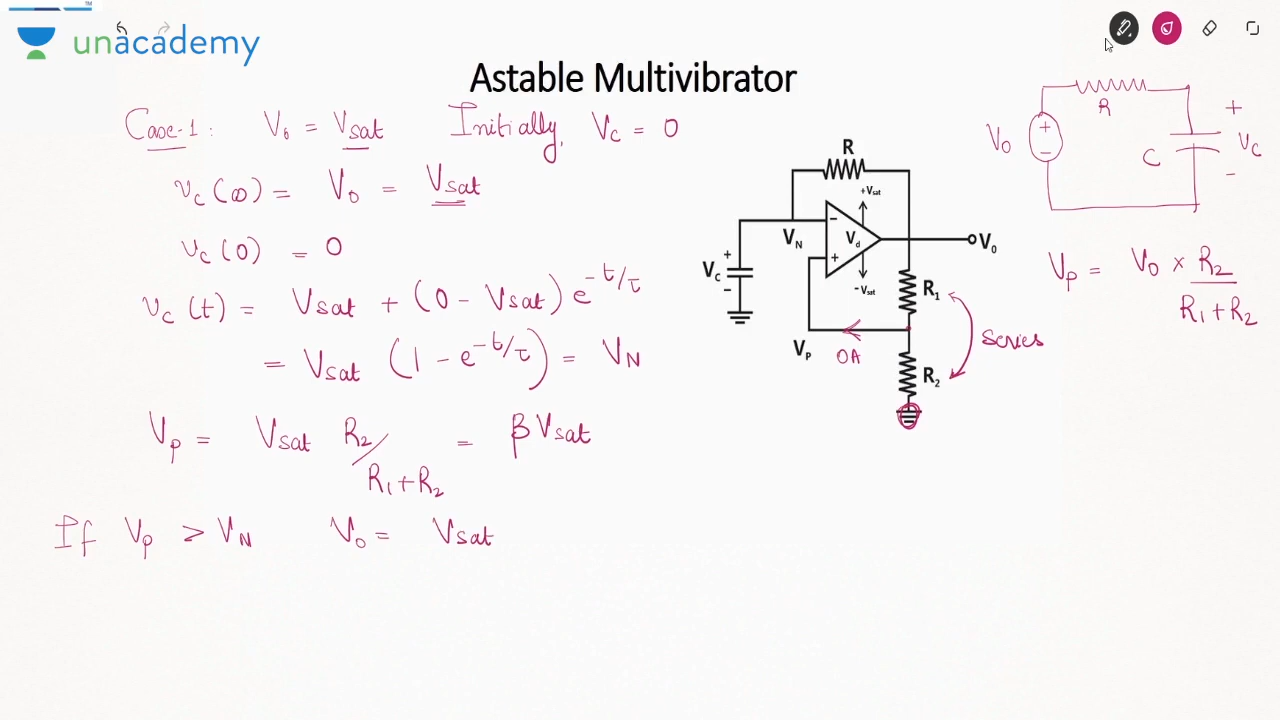 TM
unacademy
Astable Multivibrator
Case-1: V₀ = Vsat Initially, Vc = 0
vc(∞) = V₀ = Vsat
vc(0) = 0
vc(t) = Vsat + (0 - Vsat) e^-t/τ
= Vsat (1 - e^-t/τ) = VN
Vp = Vsat R₂/R₁+R₂ = βVsat
If Vp > VN V₀ = Vsat
R
+Vsat
−
VN
Vd
V₀
+
Vc
+
−
-Vsat
R₁
Series
VP
OA
R₂
R
V₀
+
−
C
+
Vc
-
Vp = V₀ × R₂
R₁+R₂